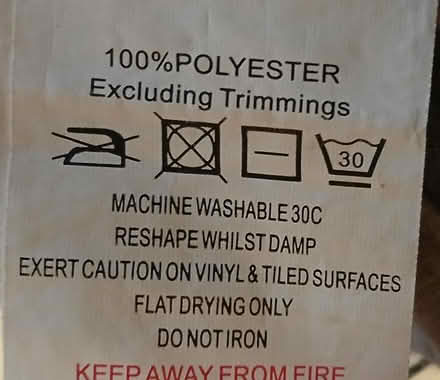 100%POLYESTER
Excluding Trimmings
30
MACHINE WASHABLE 30C
RESHAPE WHILST DAMP
EXERT CAUTION ON VINYL & TILED SURFACES
FLAT DRYING ONLY
DO NOT IRON
KEEP AWAY FROM FIRE